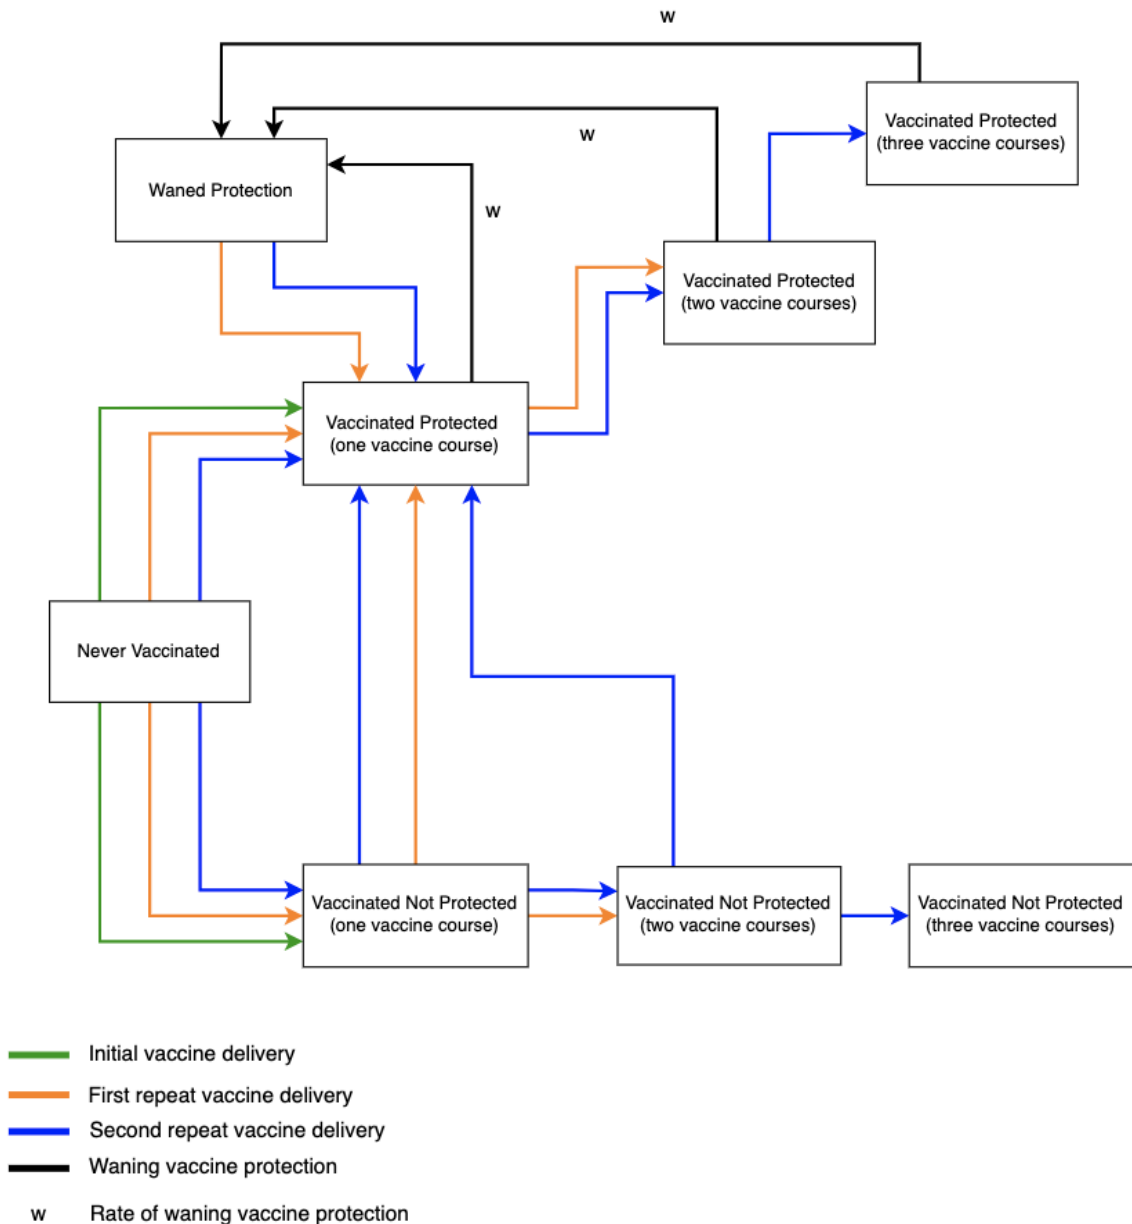 w
Vaccinated Protected
(three vaccine courses)
w
Waned Protection
w
Vaccinated Protected
(two vaccine courses)
Vaccinated Protected
(one vaccine course)
Never Vaccinated
Vaccinated Not Protected
(one vaccine course)
Vaccinated Not Protected
(two vaccine courses)
Vaccinated Not Protected
(three vaccine courses)
Initial vaccine delivery
First repeat vaccine delivery
Second repeat vaccine delivery
Waning vaccine protection
w Rate of waning vaccine protection